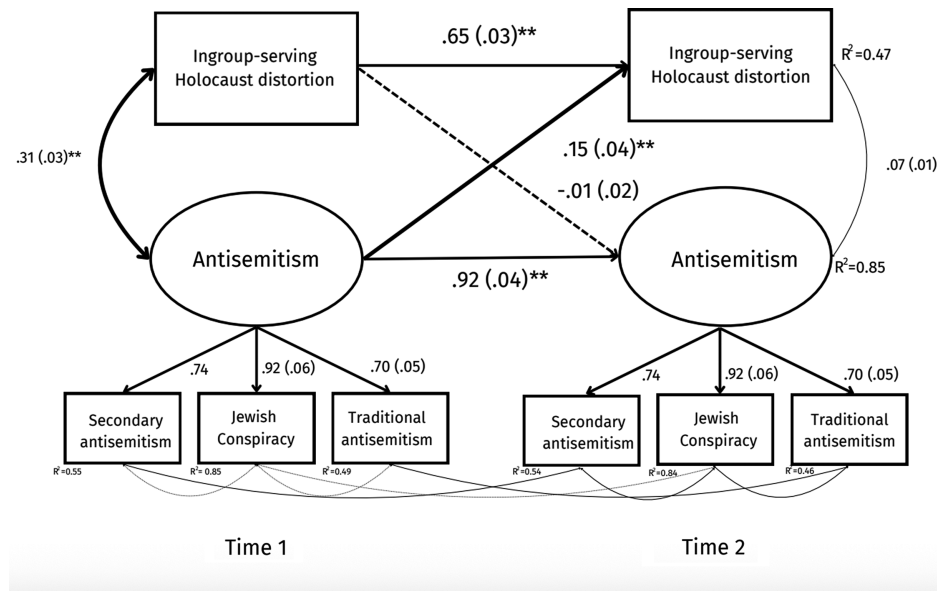 .65 (.03)**
Ingroup-serving
Holocaust distortion
Ingroup-serving
Holocaust distortion
R²=0.47
.31 (.03)**
.15 (.04)**
-.01 (.02)
.07 (.01)
Antisemitism
Antisemitism
R²=0.85
.92 (.04)**
.74
.92 (.06)
.70 (.05)
.74
.92 (.06)
.70 (.05)
Secondary
antisemitism
Jewish
Conspiracy
Traditional
antisemitism
Secondary
antisemitism
Jewish
Conspiracy
Traditional
antisemitism
R²=0.55
R²= 0.85
R²=0.49
R²=0.54
R²=0.84
R²=0.46
Time 1
Time 2